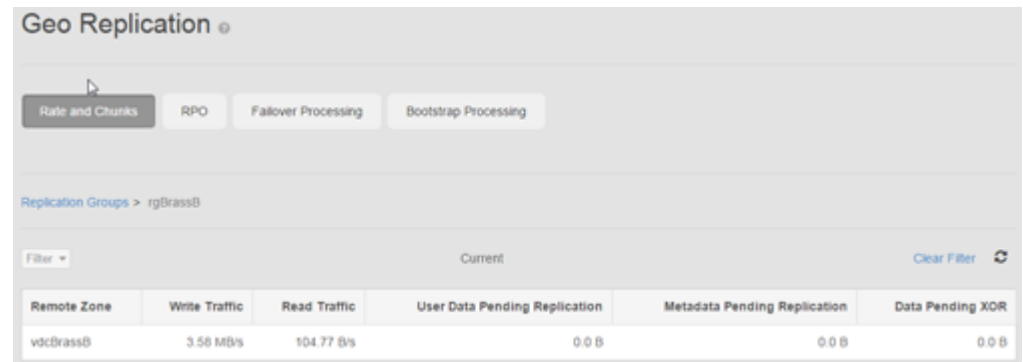 Geo Replication
Rate and Chunks RPO Failover Processing Bootstrap Processing
Replication Groups > rgBrassB
Filter Current Clear Filter
Remote Zone Write Traffic Read Traffic User Data Pending Replication Metadata Pending Replication Data Pending XOR
vdcBrassB 3.58 MB/s 104.77 B/s 0.0 B 0.0 B 0.0 B